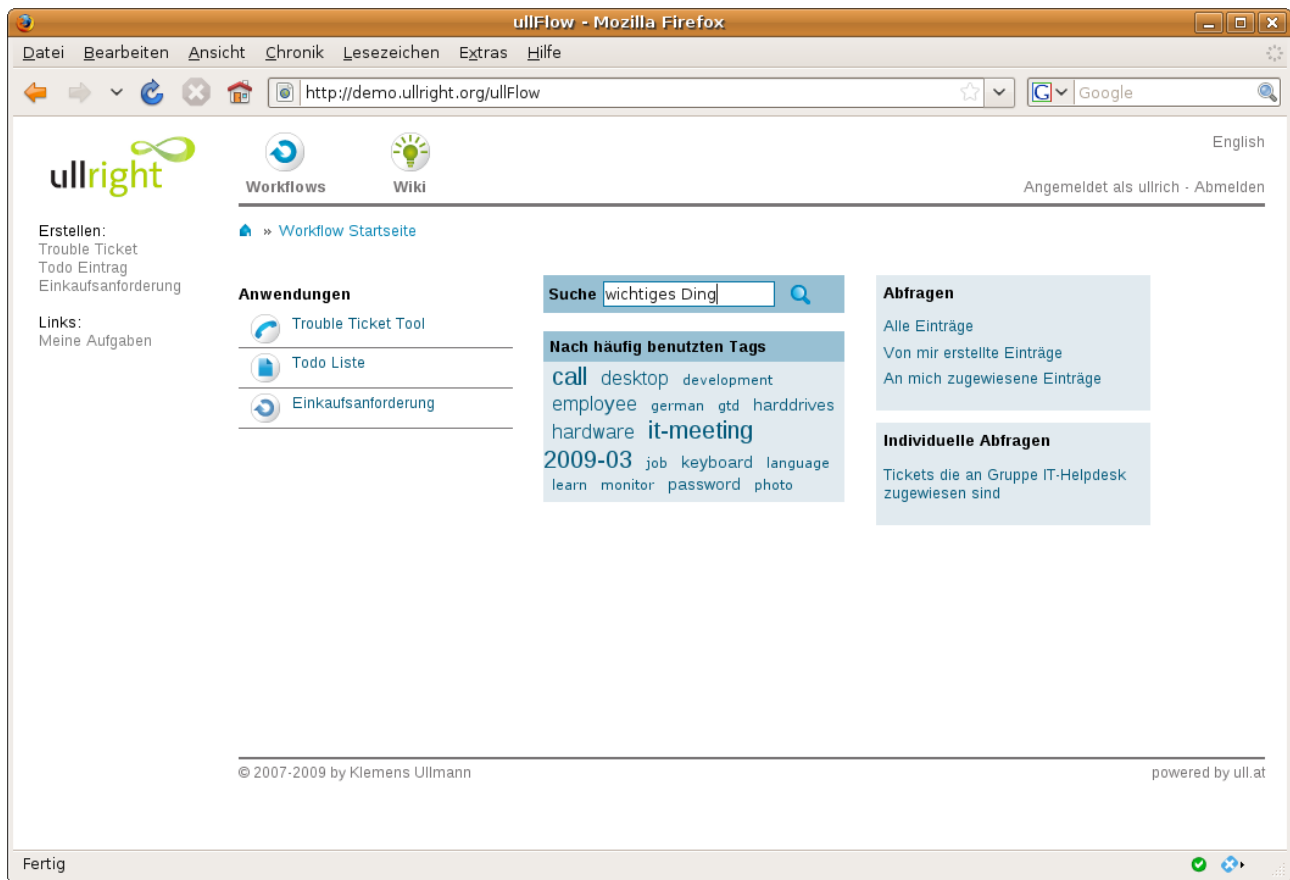 ullFlow - Mozilla Firefox
Datei Bearbeiten Ansicht Chronik Lesezeichen Extras Hilfe
http://demo.ullright.org/ullFlow
G Google
ullright
Workflows Wiki
English
Angemeldet als ullrich - Abmelden
Erstellen:
Trouble Ticket
Todo Eintrag
Einkaufsanforderung
Links:
Meine Aufgaben
» Workflow Startseite
Anwendungen
Trouble Ticket Tool
Todo Liste
Einkaufsanforderung
Suche wichtiges Ding
Nach häufig benutzten Tags
call desktop development
employee german gtd harddrives
hardware it-meeting
2009-03 job keyboard language
learn monitor password photo
Abfragen
Alle Einträge
Von mir erstellte Einträge
An mich zugewiesene Einträge
Individuelle Abfragen
Tickets die an Gruppe IT-Helpdesk
zugewiesen sind
© 2007-2009 by Klemens Ullmann
powered by ull.at
Fertig